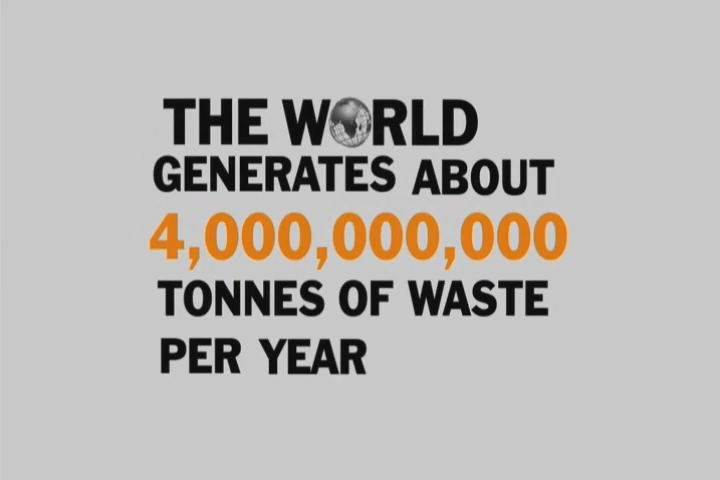 THE WORLD
GENERATES ABOUT
4,000,000,000
TONNES OF WASTE
PER YEAR